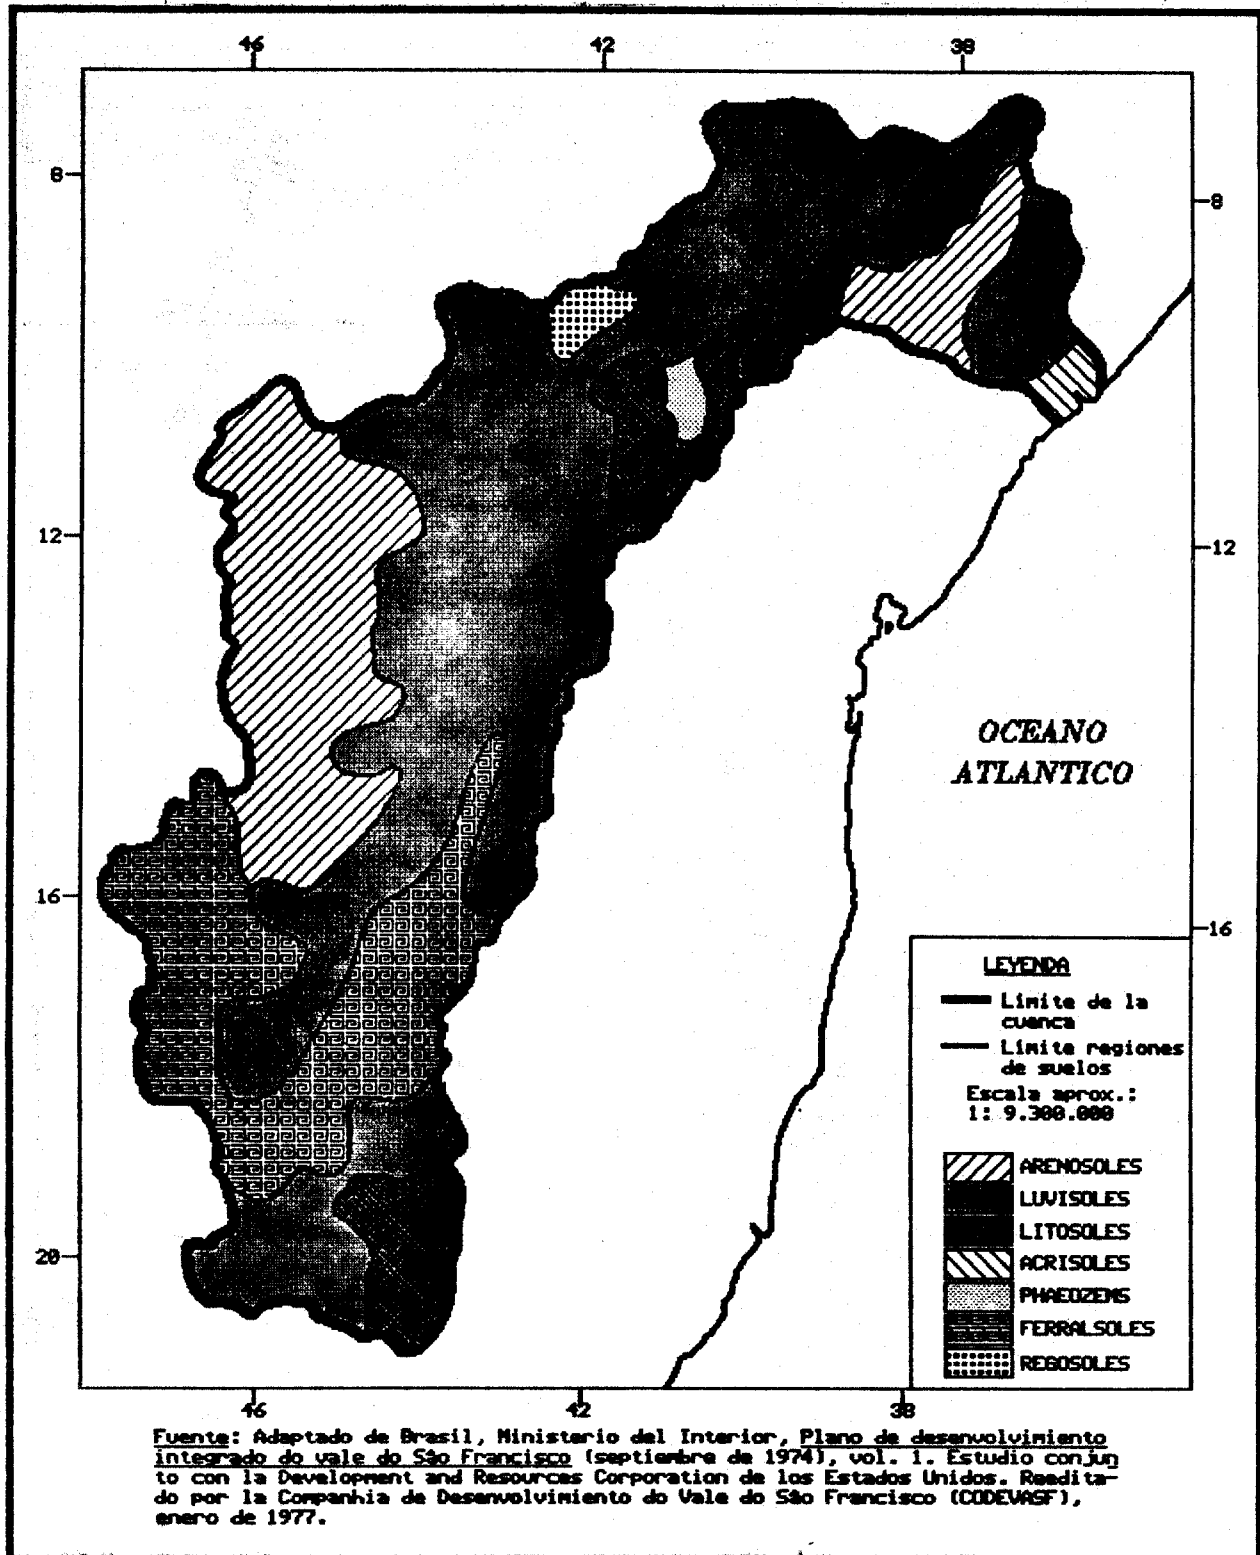 46 42 38
8
8
12
12
OCEANO
ATLANTICO
16
16
LEYENDA
Limite de la
cuenca
Limite regiones
de suelos
Escala aprox.:
1: 9.300.000
ARENOSOLES
LUVISOLES
LITOSOLES
20
ACRISOLES
PHAEOZEMS
FERRALSOLES
REGOSOLES
46 42 38
Fuente: Adaptado de Brasil, Ministerio del Interior, Plano de desenvolvimiento
integrado do vale do São Francisco (septiembre de 1974), vol. 1. Estudio conjun
to con la Development and Resources Corporation de los Estados Unidos. Reedita-
do por la Companhia de Desenvolvimiento do Vale do São Francisco (CODEVASF),
enero de 1977.